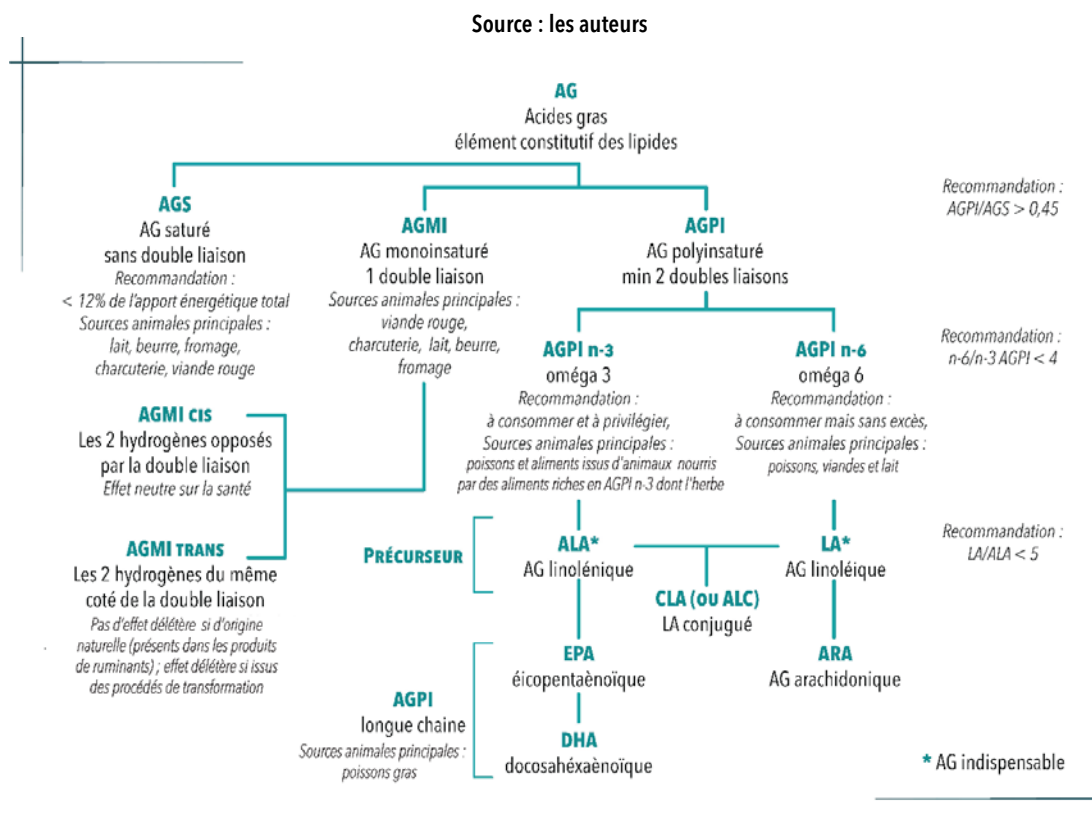 Source : les auteurs
AG
Acides gras
élément constitutif des lipides
Recommandation :
AGPI/AGS > 0,45
AGS
AG saturé
sans double liaison
Recommandation :
< 12% de l'apport énergétique total
Sources animales principales :
lait, beurre, fromage,
charcuterie, viande rouge
AGMI
AG monoinsaturé
1 double liaison
Sources animales principales :
viande rouge,
charcuterie, lait, beurre,
fromage
AGPI
AG polyinsaturé
min 2 doubles liaisons
AGPI n-3
oméga 3
Recommandation :
à consommer et à privilégier,
Sources animales principales :
poissons et aliments issus d'animaux nourris
par des aliments riches en AGPI n-3 dont l'herbe
AGPI n-6
oméga 6
Recommandation :
à consommer mais sans excès,
Sources animales principales :
poissons, viandes et lait
Recommandation :
n-6/n-3 AGPI < 4
AGMI CIS
Les 2 hydrogènes opposés
par la double liaison
Effet neutre sur la santé
AGMI TRANS
Les 2 hydrogènes du même
coté de la double liaison
Pas d'effet délétère si d'origine
naturelle (présents dans les produits
de ruminants) ; effet délétère si issus
des procédés de transformation
PRÉCURSEUR
ALA*
AG linolénique
LA*
AG linoléique
Recommandation :
LA/ALA < 5
CLA (ou ALC)
LA conjugué
AGPI
longue chaine
Sources animales principales :
poissons gras
EPA
éicopentaènoïque
ARA
AG arachidonique
DHA
docosahéxaènoïque
* AG indispensable